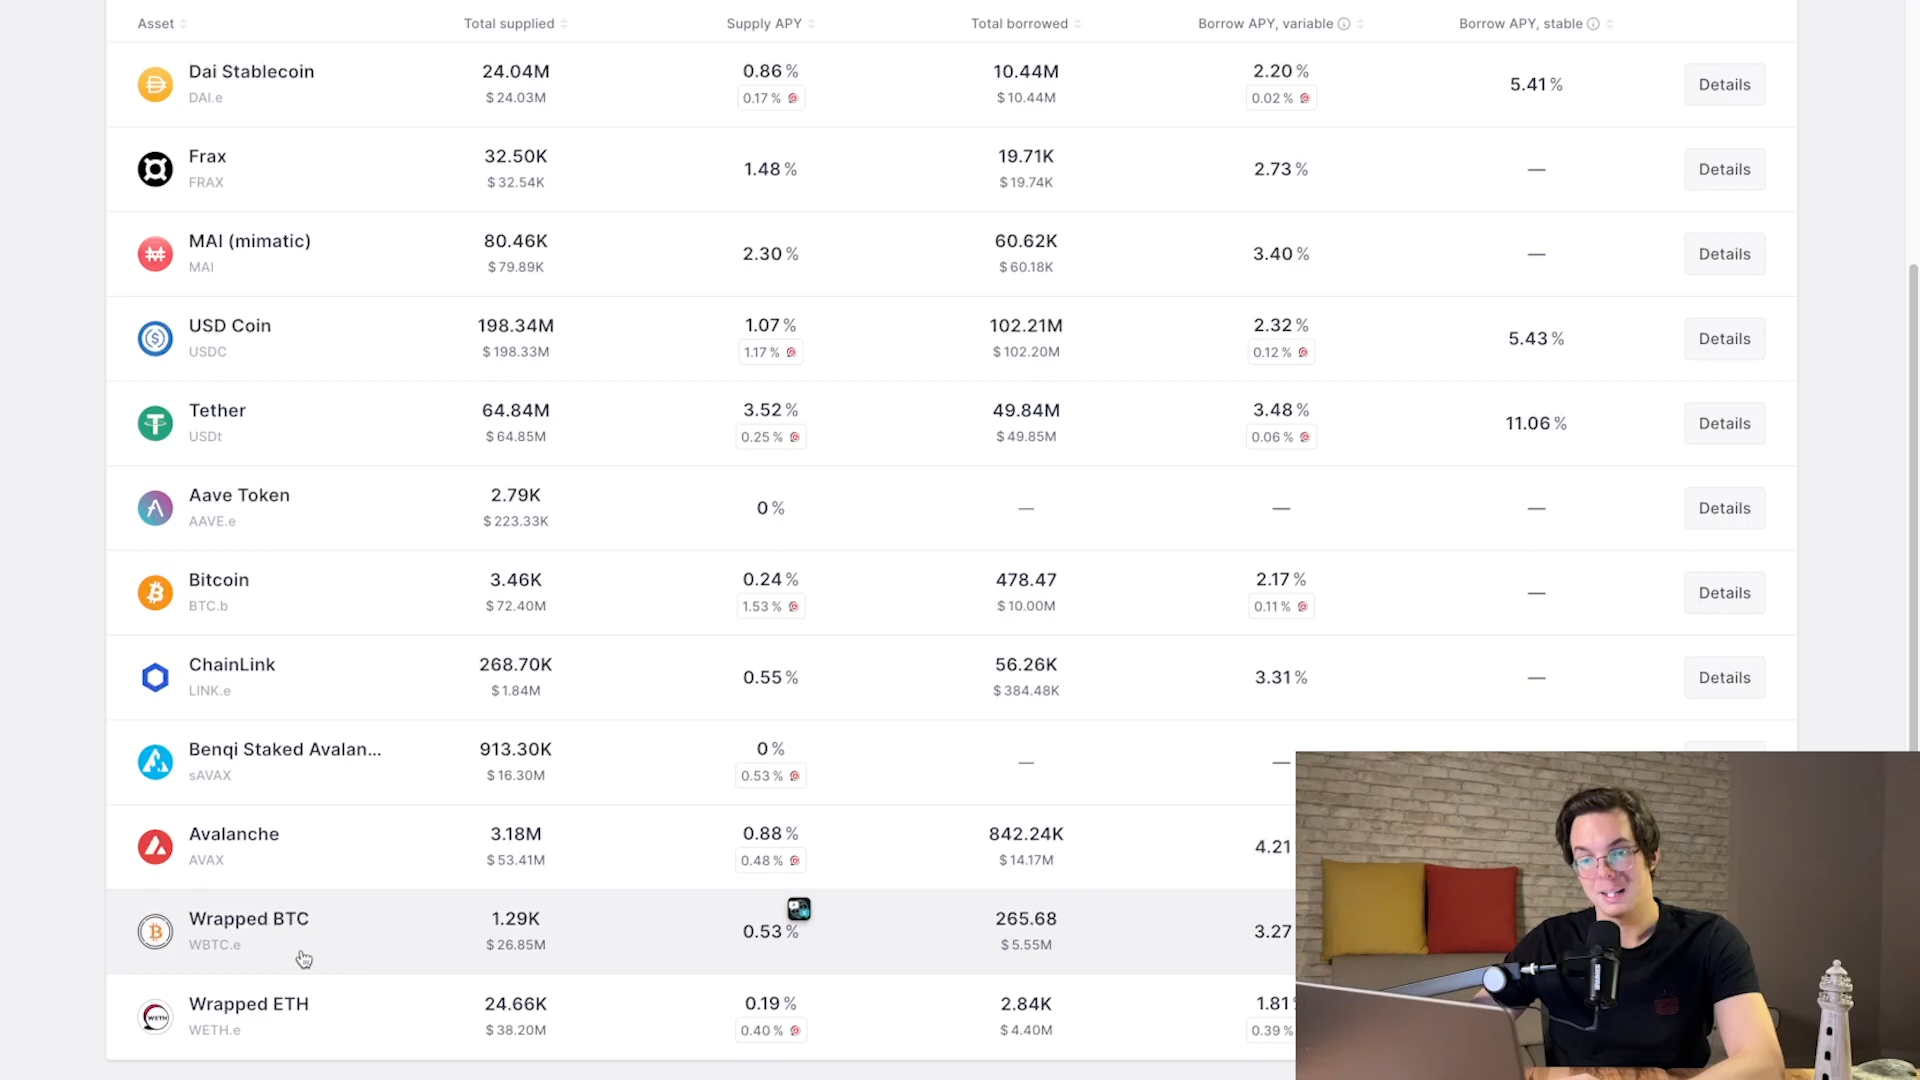 Asset Total supplied Supply APY Total borrowed Borrow APY, variable Borrow APY, stable
Dai Stablecoin 24.04M 0.86 % 10.44M 2.20 % 5.41 % Details
DAI.e $ 24.03M 0.17 % $ 10.44M 0.02 %
Frax 32.50K 1.48 % 19.71K 2.73 % — Details
FRAX $ 32.54K $ 19.74K
MAI (mimatic) 80.46K 2.30 % 60.62K 3.40 % — Details
MAI $ 79.89K $ 60.18K
USD Coin 198.34M 1.07 % 102.21M 2.32 % 5.43 % Details
USDC $ 198.33M 1.17 % $ 102.20M 0.12 %
Tether 64.84M 3.52 % 49.84M 3.48 % 11.06 % Details
USDt $ 64.85M 0.25 % $ 49.85M 0.06 %
Aave Token 2.79K 0 % — — — Details
AAVE.e $ 223.33K
Bitcoin 3.46K 0.24 % 478.47 2.17 % — Details
BTC.b $ 72.40M 1.53 % $ 10.00M 0.11 %
ChainLink 268.70K 0.55 % 56.26K 3.31 % — Details
LINK.e $ 1.84M $ 384.48K
Benqi Staked Avalan... 913.30K 0 % — —
sAVAX $ 16.30M 0.53 %
Avalanche 3.18M 0.88 % 842.24K 4.21
AVAX $ 53.41M 0.48 % $ 14.17M
Wrapped BTC 1.29K 0.53 % 265.68 3.27
WBTC.e $ 26.85M $ 5.55M
Wrapped ETH 24.66K 0.19 % 2.84K 1.81
WETH
WETH.e $ 38.20M 0.40 % $ 4.40M 0.39 %